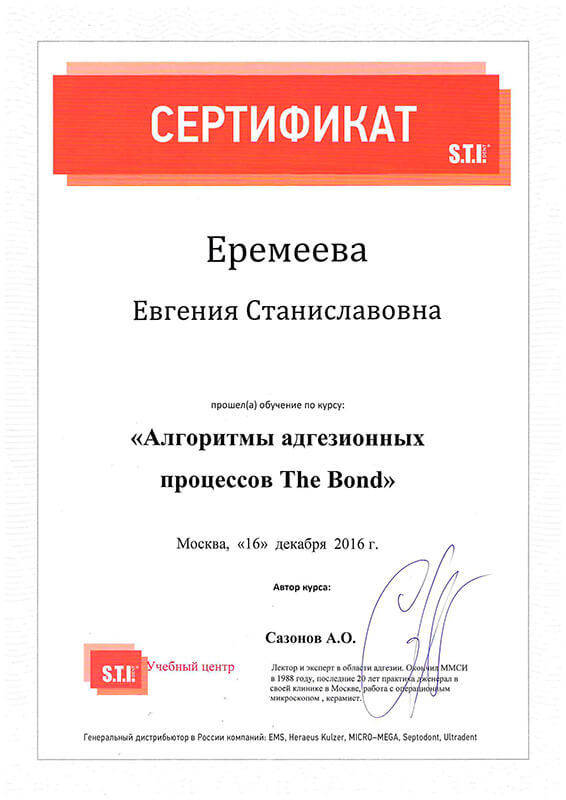 СЕРТИФИКАТ
S.T.I DENT
Еремеева
Евгения Станиславовна
прошел(а) обучение по курсу:
«Алгоритмы адгезионных
процессов The Bond»
Москва, «16» декабря 2016 г.
Автор курса:
Сазонов А.О.
S.T.I DENT Учебный центр
Лектор и эксперт в области адгезии. Окончил ММСИ
в 1988 году, последние 20 лет практика дженерал в
своей клинике в Москве, работа с операционным
микроскопом , керамист.
Генеральный дистрибьютор в России компаний: EMS, Heraeus Kulzer, MICRO–MEGA, Septodont, Ultradent